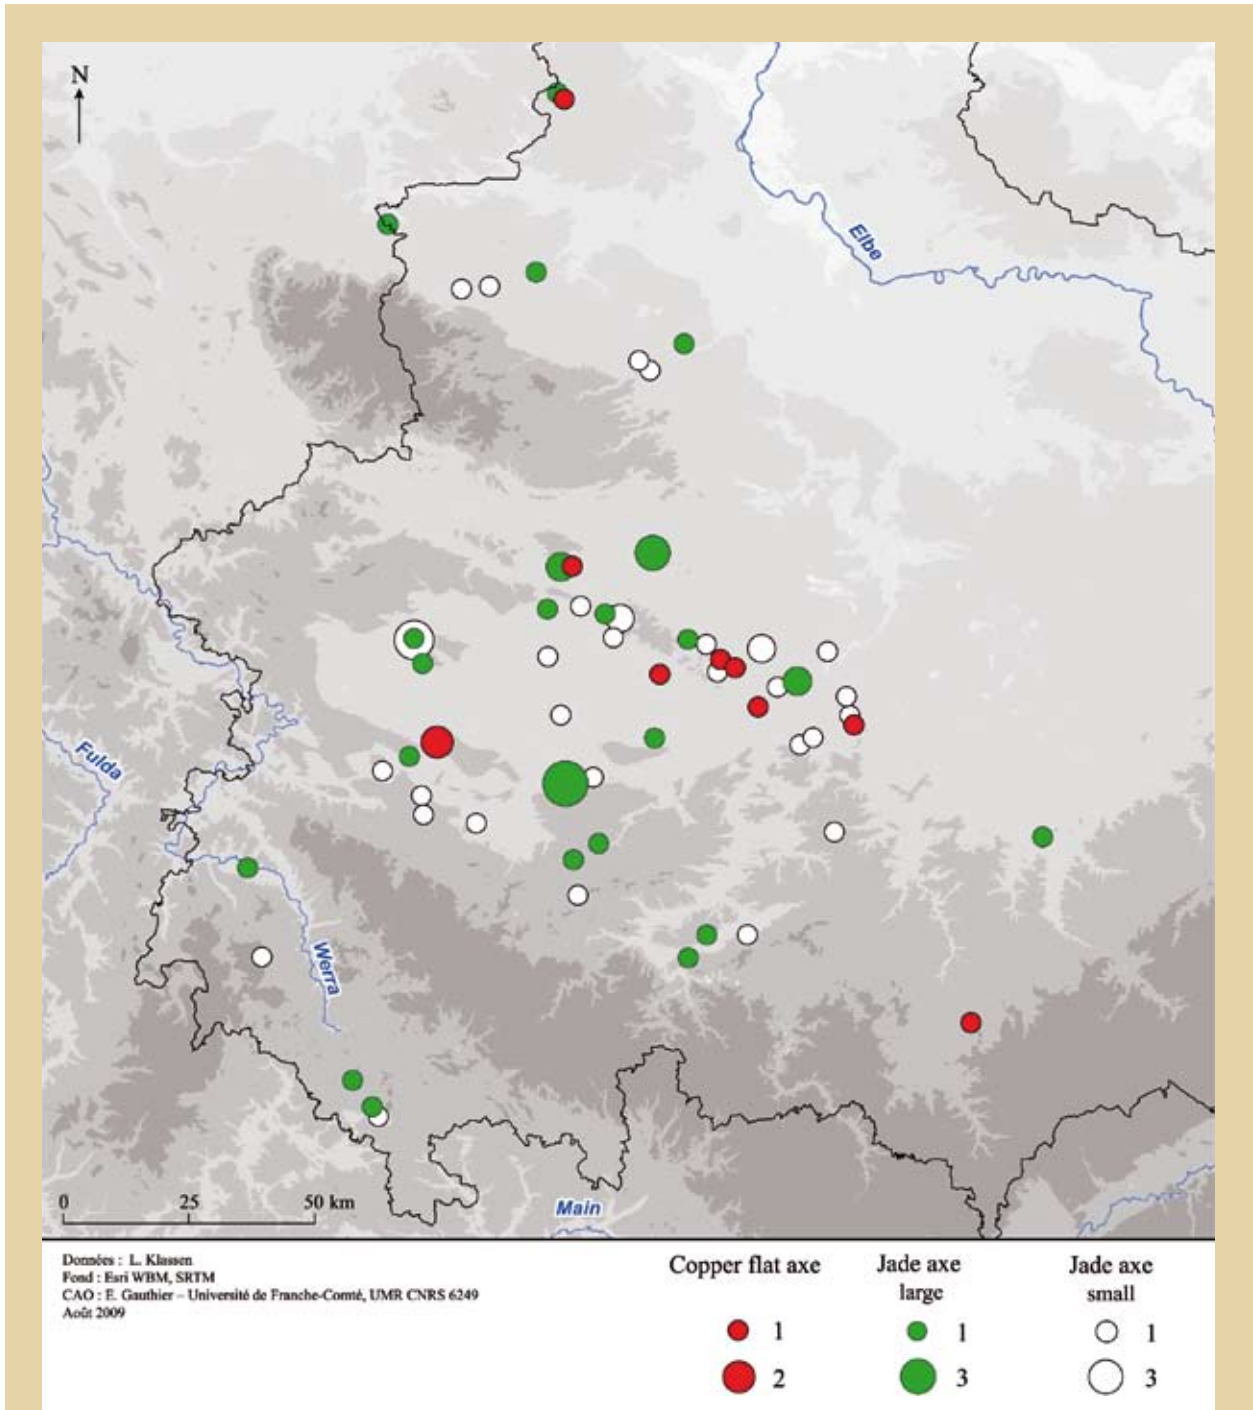 N
Elbe
Fulda
Werra
0 25 50 km
Main
Données : L. Klassen
Fond : Esri WBM, SRTM
CAO : E. Gauthier – Université de Franche-Comté, UMR CNRS 6249
Août 2009
Copper flat axe
1
2
Jade axe
large
1
3
Jade axe
small
1
3